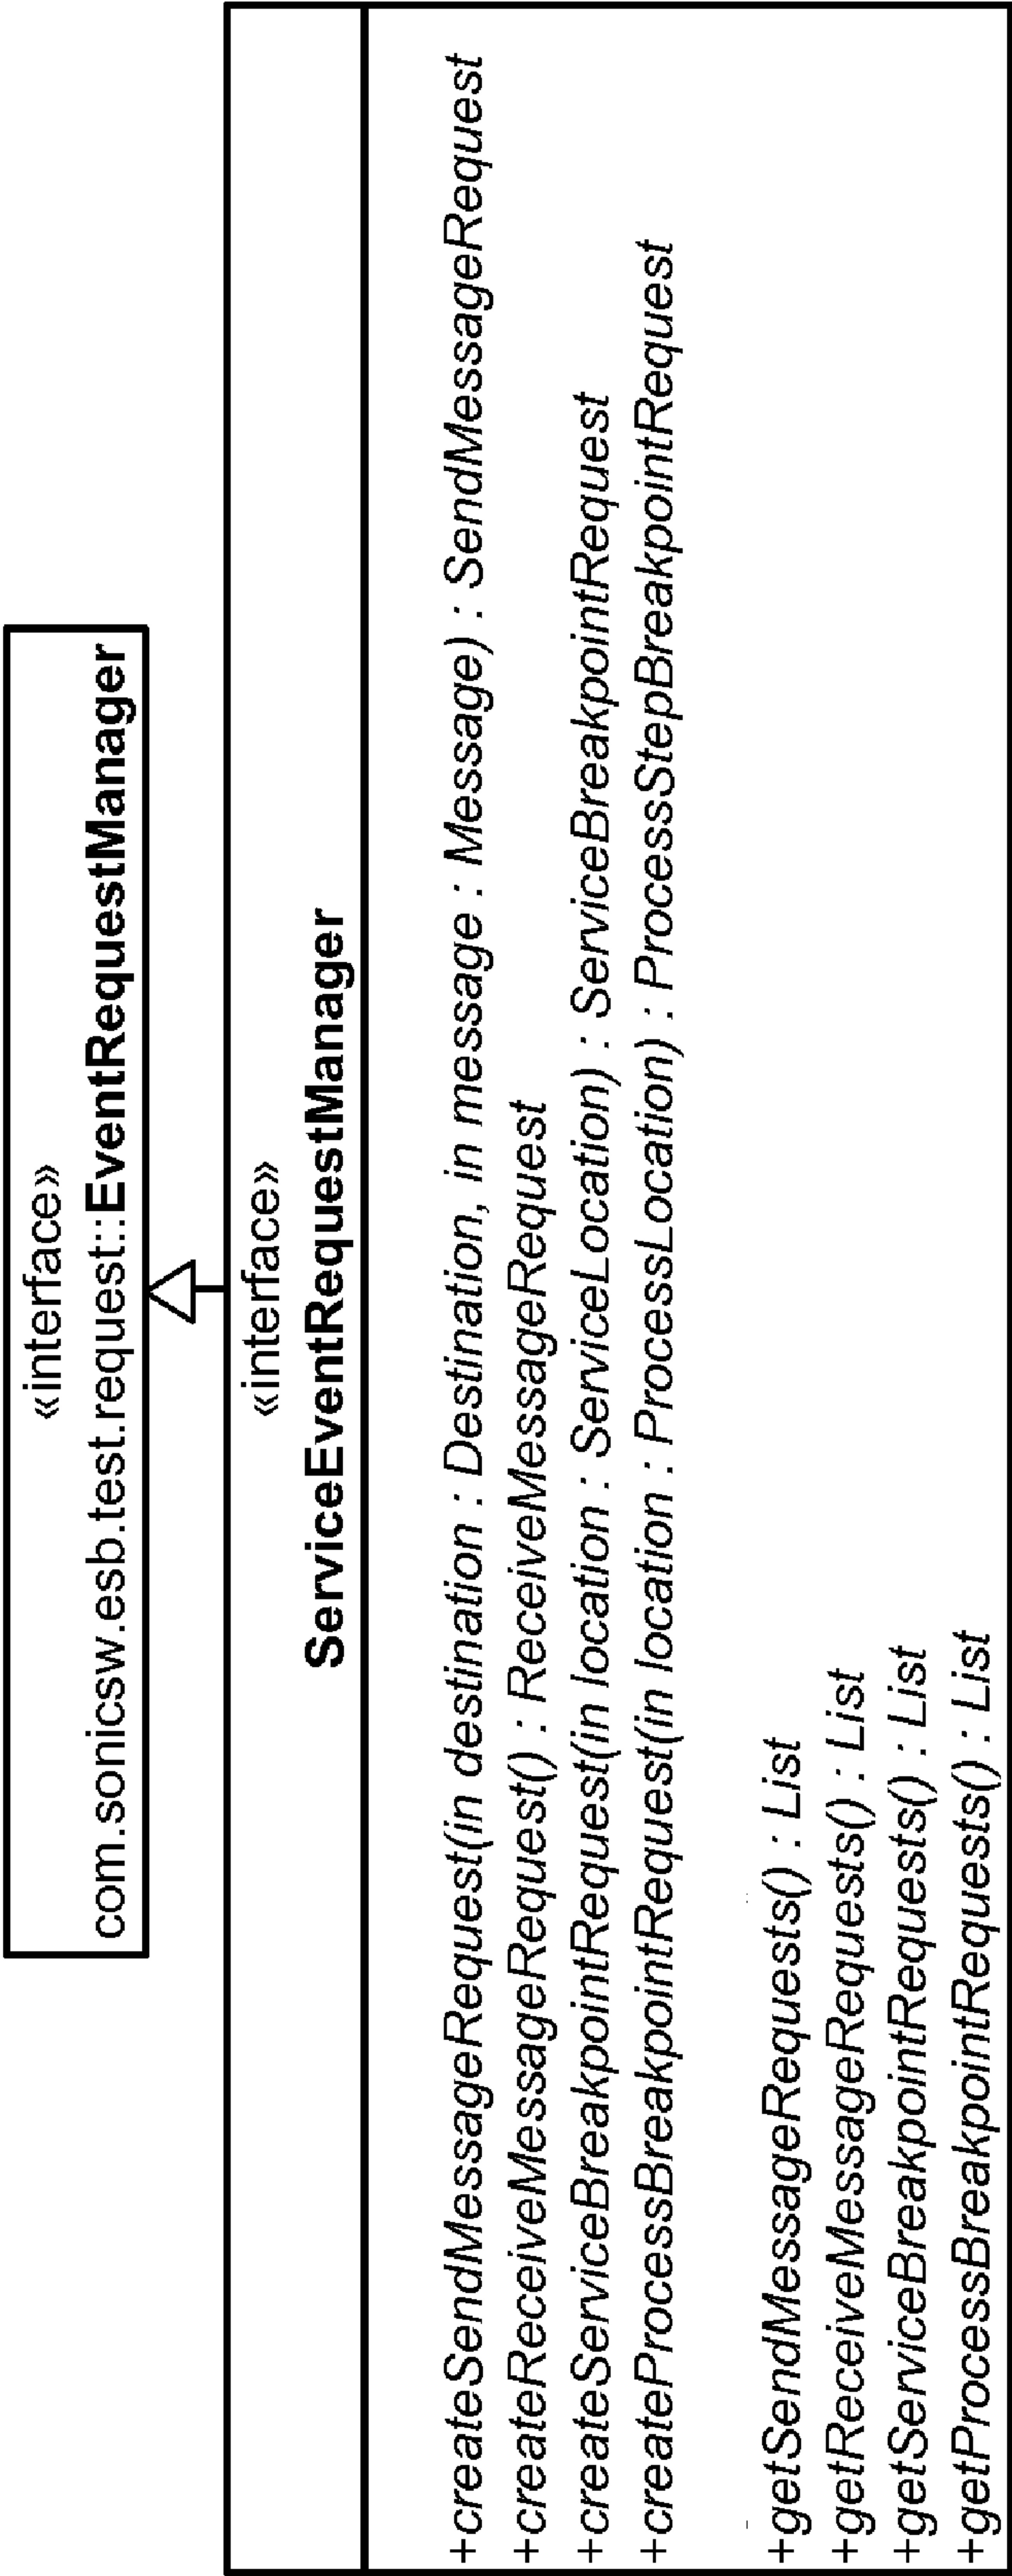 «interface»
com.sonicsw.esb.test.request::EventRequestManager
«interface»
ServiceEventRequestManager
+createSendMessageRequest(in destination : Destination, in message : Message) : SendMessageRequest
+createReceiveMessageRequest() : ReceiveMessageRequest
+createServiceBreakpointRequest(in location : ServiceLocation) : ServiceBreakpointRequest
+createProcessBreakpointRequest(in location : ProcessLocation) : ProcessStepBreakpointRequest
+getSendMessageRequests() : List
+getReceiveMessageRequests() : List
+getServiceBreakpointRequests() : List
+getProcessBreakpointRequests() : List